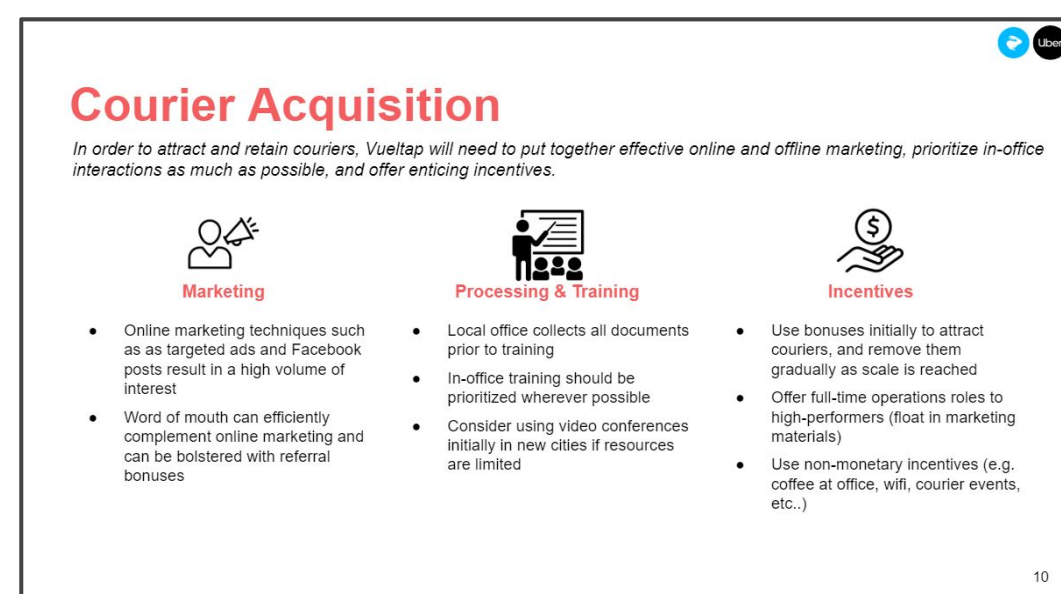 Uber
Courier Acquisition
In order to attract and retain couriers, Vueltap will need to put together effective online and offline marketing, prioritize in-office
interactions as much as possible, and offer enticing incentives.
$
Marketing
● Online marketing techniques such
as as targeted ads and Facebook
posts result in a high volume of
interest
● Word of mouth can efficiently
complement online marketing and
can be bolstered with referral
bonuses
Processing & Training
● Local office collects all documents
prior to training
● In-office training should be
prioritized wherever possible
● Consider using video conferences
initially in new cities if resources
are limited
Incentives
● Use bonuses initially to attract
couriers, and remove them
gradually as scale is reached
● Offer full-time operations roles to
high-performers (float in marketing
materials)
● Use non-monetary incentives (e.g.
coffee at office, wifi, courier events,
etc..)
10